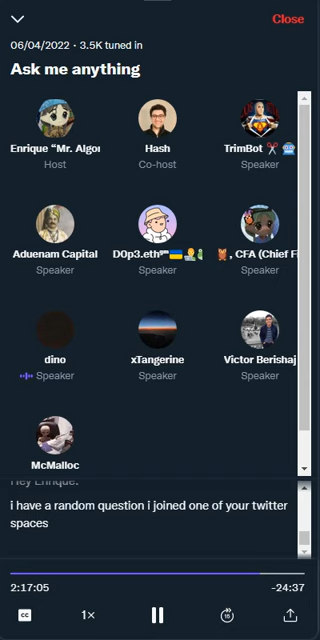 Close
06/04/2022 · 3.5K tuned in
Ask me anything
Enrique “Mr. Algor
Host
Hash
Co-host
TrimBot ✂️
Speaker
Aduenam Capital
Speaker
D0p3.eth
Speaker
, CFA (Chief Fi
Speaker
dino
Speaker
xTangerine
Speaker
Victor Berishaj
Speaker
McMalloc
Hey Enrique.
i have a random question i joined one of your twitter
spaces
2:17:05
-24:37
CC
1×
15